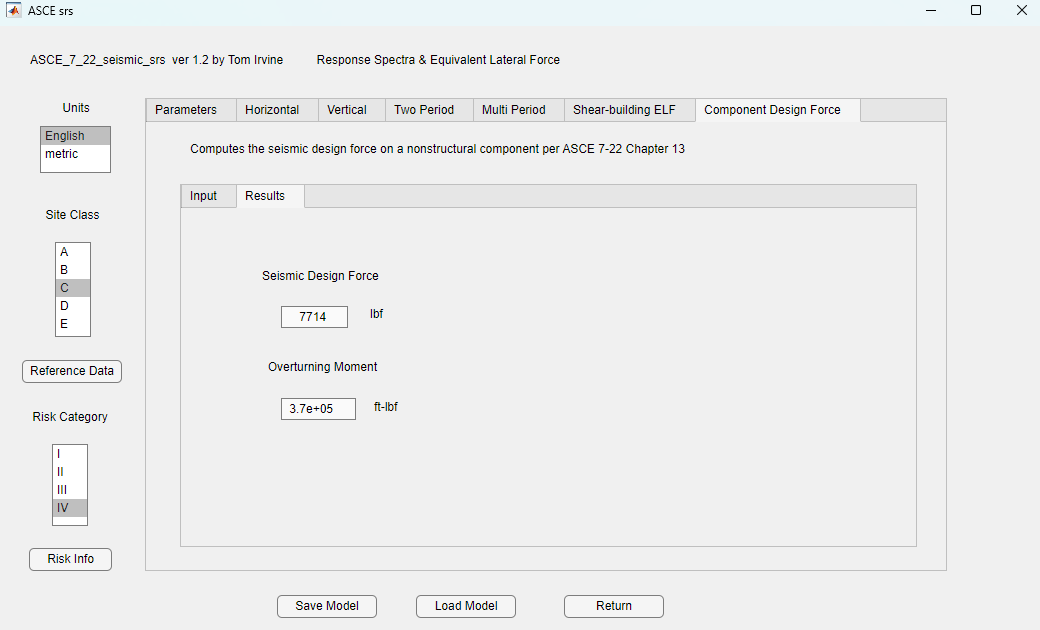 ASCE srs
ASCE_7_22_seismic_srs ver 1.2 by Tom Irvine
Response Spectra & Equivalent Lateral Force
Units
English
metric
Site Class
A
B
C
D
E
Reference Data
Risk Category
I
II
III
IV
Risk Info
Parameters
Horizontal
Vertical
Two Period
Multi Period
Shear-building ELF
Component Design Force
Computes the seismic design force on a nonstructural component per ASCE 7-22 Chapter 13
Input
Results
Seismic Design Force
7714 lbf
Overturning Moment
3.7e+05 ft-lbf
Save Model
Load Model
Return